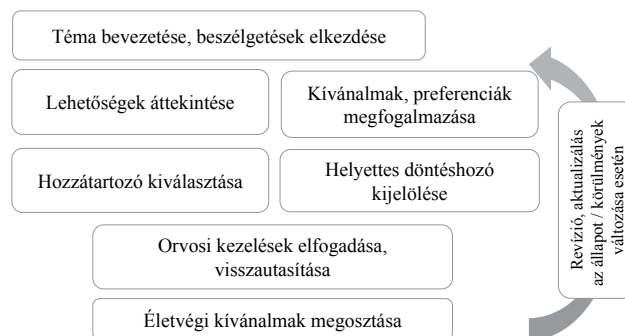 Téma bevezetése, beszélgetések elkezdése
Lehetőségek áttekintése
Kívánalmak, preferenciák
megfogalmazása
Hozzátartozó kiválasztása
Helyettes döntéshozó
kijelölése
Orvosi kezelések elfogadása,
visszautasítása
Életvégi kívánalmak megosztása
Revízió, aktualizálás
az állapot / körülmények
változása esetén